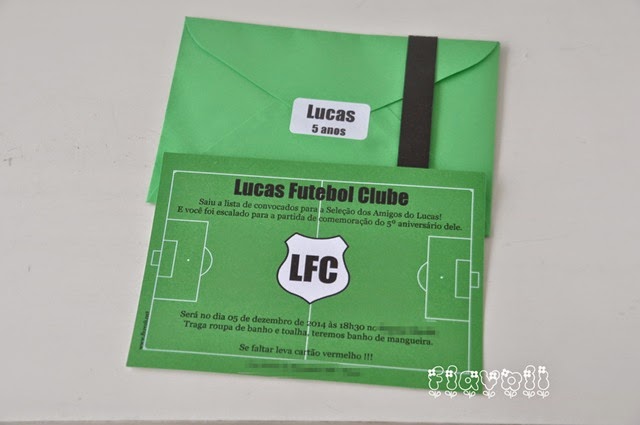 Lucas
5 anos
Lucas Futebol Clube
Saiu a lista de convocados para a Seleção dos Amigos do Lucas!
E você foi escalado para a partida de comemoração do 5º aniversário dele.
LFC
Será no dia 05 de dezembro de 2014 às 18h30 no
Traga roupa de banho e toalha, teremos banho de mangueira.
Se faltar leva cartão vermelho !!!
flavoli